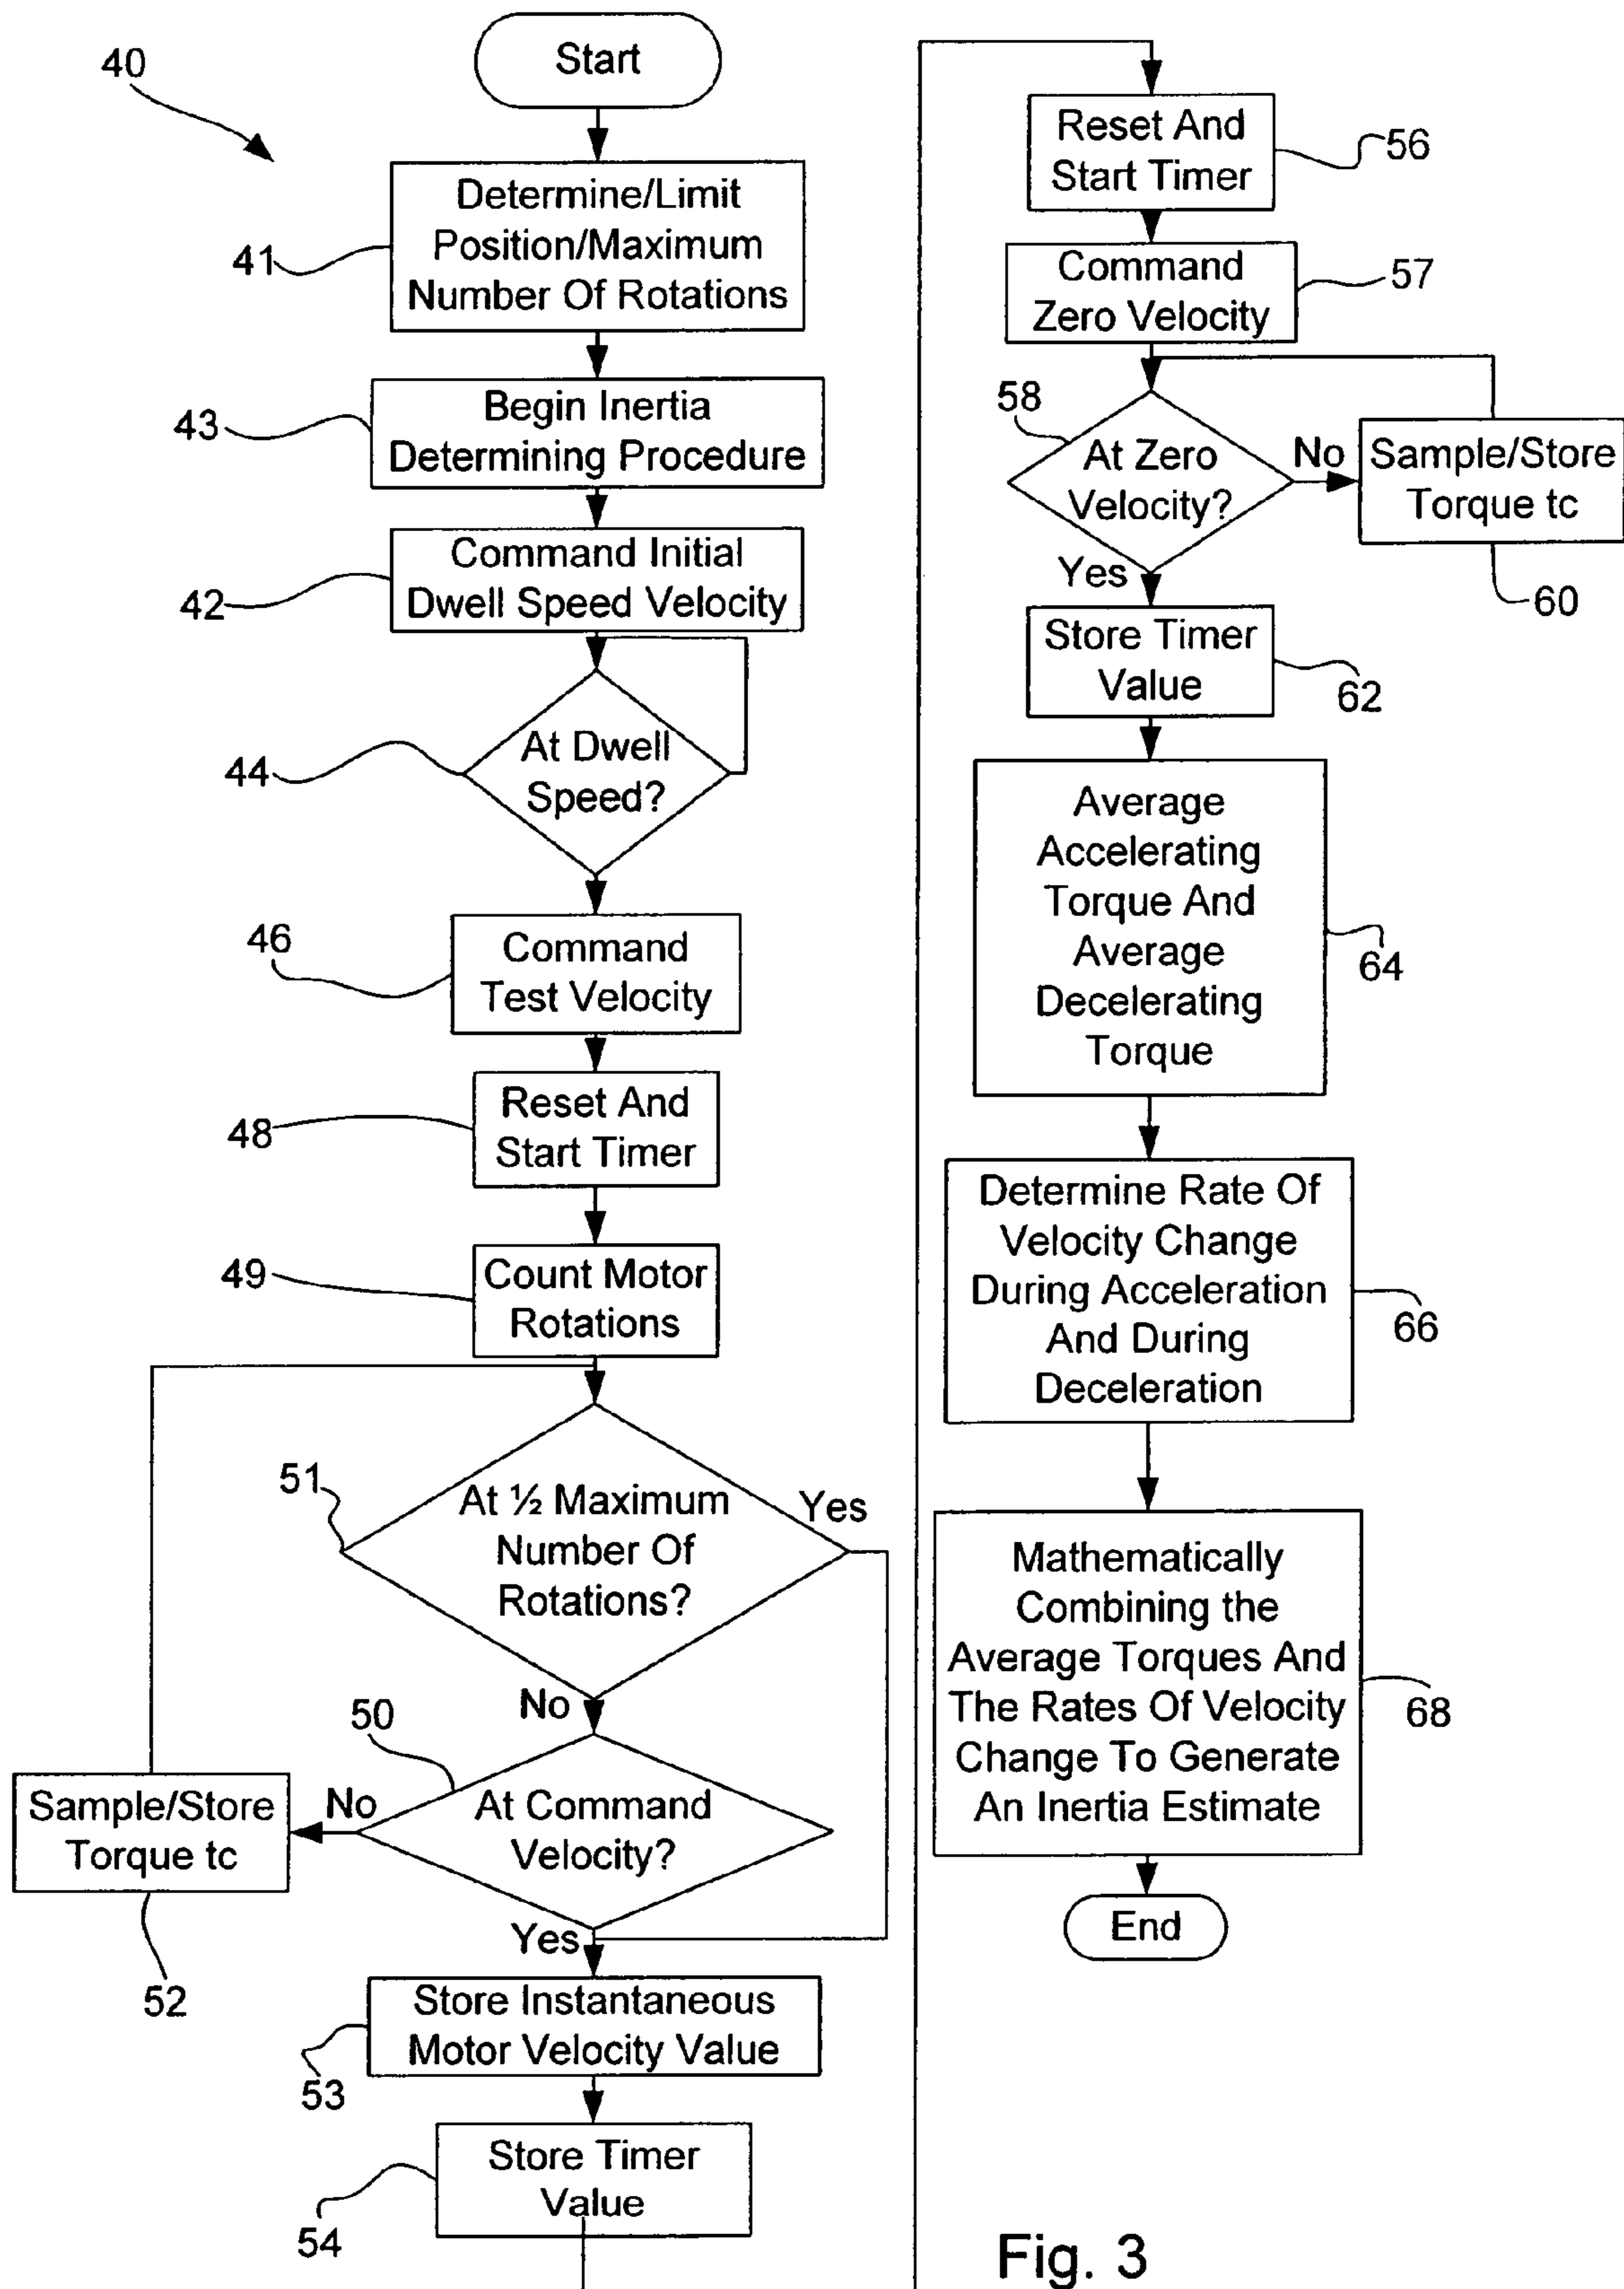 40
Start
41
Determine/Limit
Position/Maximum
Number Of Rotations
43
Begin Inertia
Determining Procedure
42
Command Initial
Dwell Speed Velocity
44
At Dwell
Speed?
46
Command
Test Velocity
48
Reset And
Start Timer
49
Count Motor
Rotations
51
At ½ Maximum
Number Of
Rotations?
Yes
No
50
At Command
Velocity?
No
Sample/Store
Torque tc
52
Yes
53
Store Instantaneous
Motor Velocity Value
54
Store Timer
Value
Reset And
Start Timer
56
Command
Zero Velocity
57
58
At Zero
Velocity?
No
Sample/Store
Torque tc
60
Yes
Store Timer
Value
62
Average
Accelerating
Torque And
Average
Decelerating
Torque
64
Determine Rate Of
Velocity Change
During Acceleration
And During
Deceleration
66
Mathematically
Combining the
Average Torques And
The Rates Of Velocity
Change To Generate
An Inertia Estimate
68
End
Fig. 3